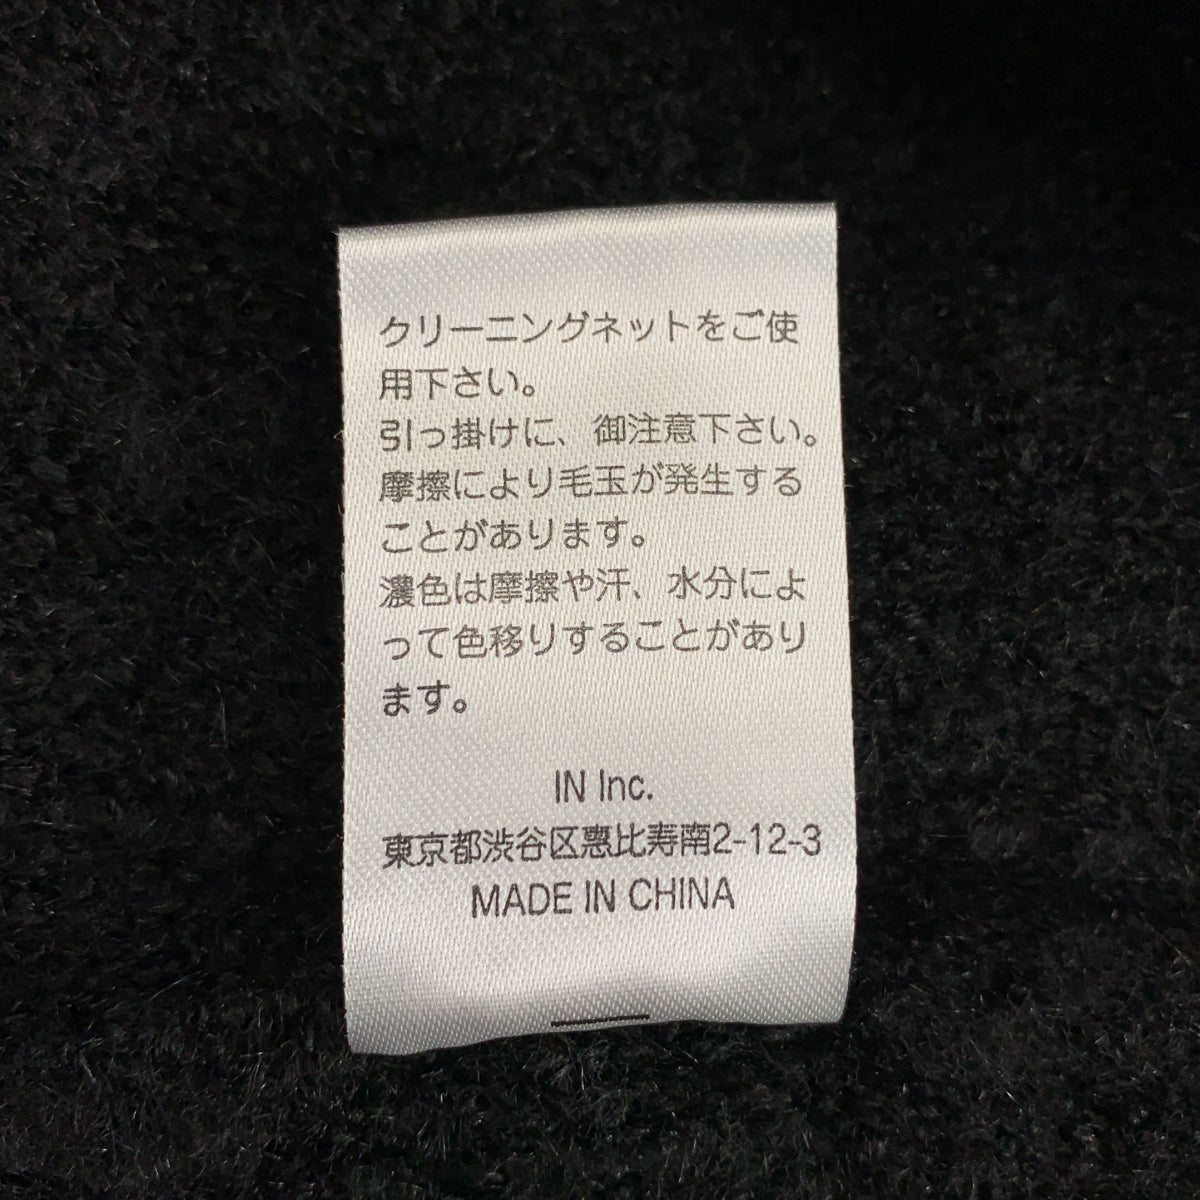 クリーニングネットをご使
用下さい。
引っ掛けに、御注意下さい。
摩擦により毛玉が発生する
ことがあります。
濃色は摩擦や汗、水分によ
って色移りすることがあり
ます。
IN Inc.
東京都渋谷区恵比寿南2-12-3
MADE IN CHINA